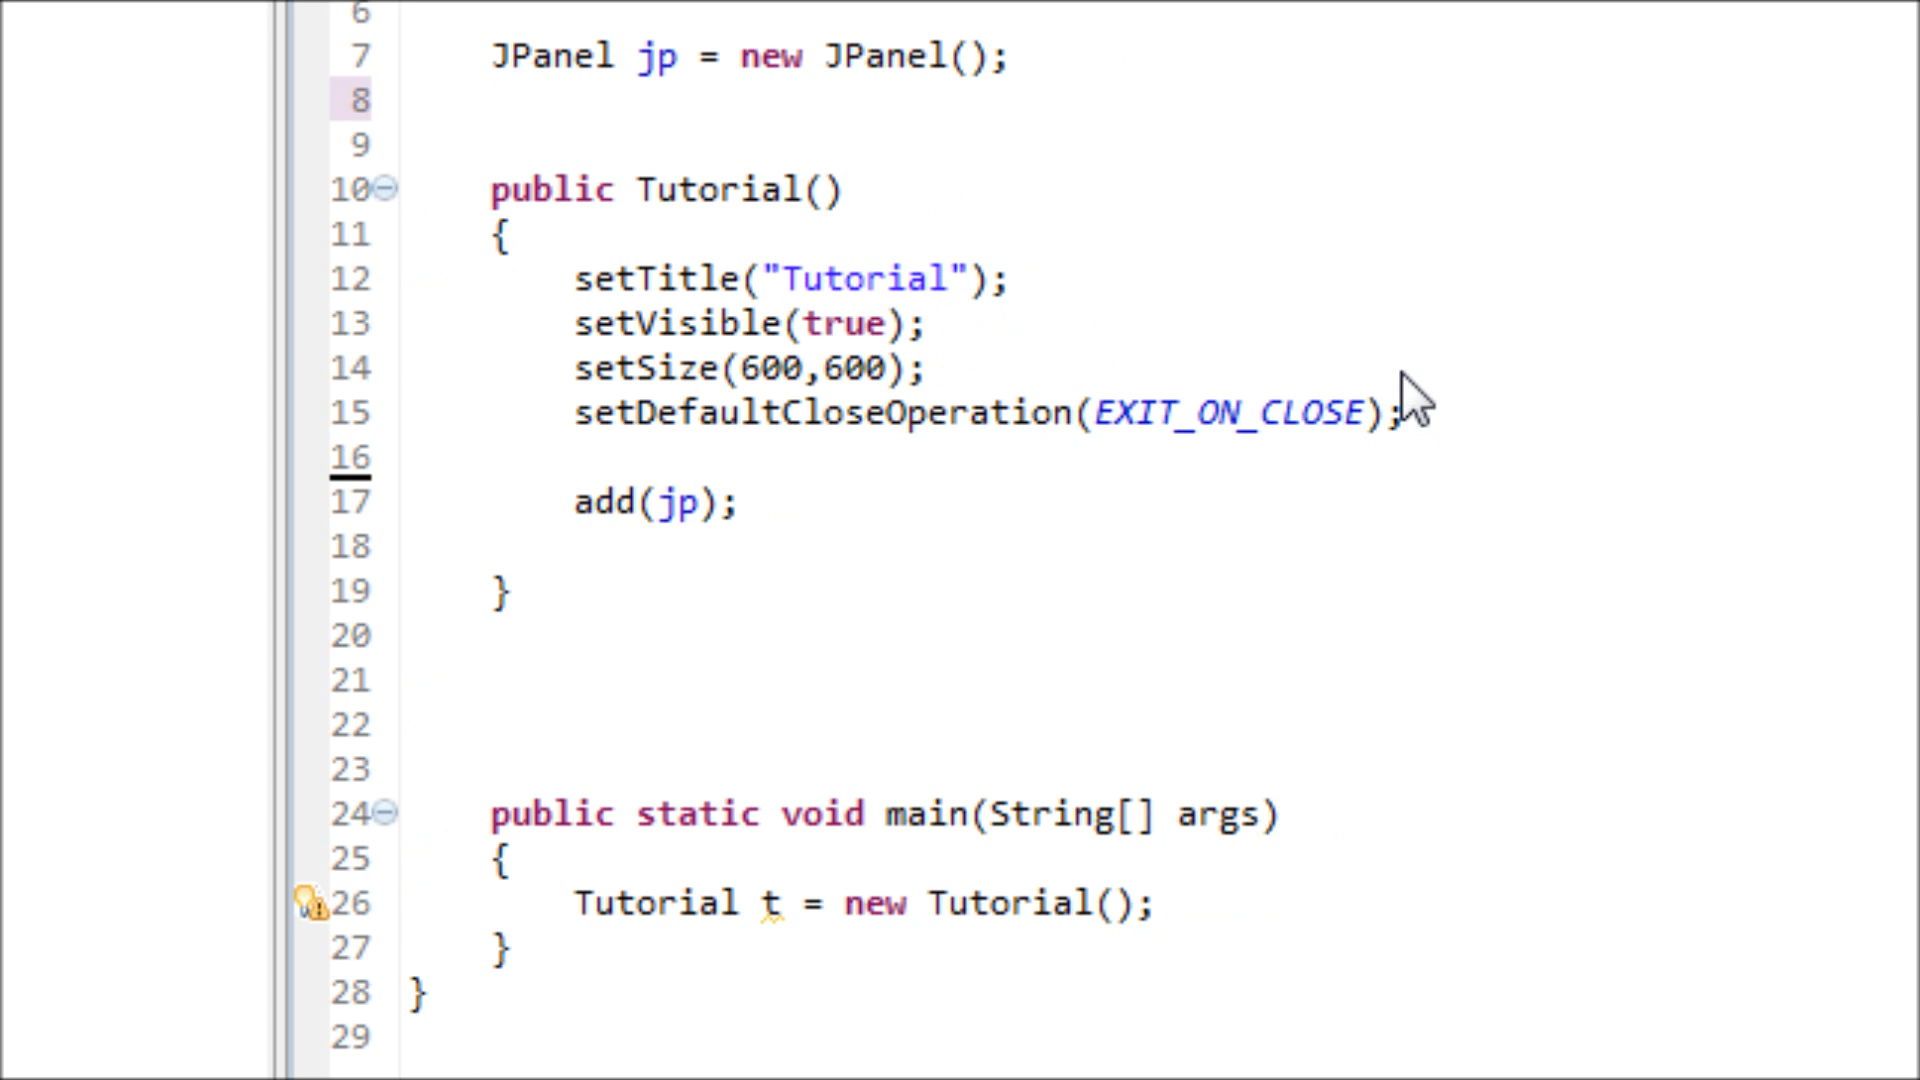 6
7 JPanel jp = new JPanel();
8
9
10 public Tutorial()
11 {
12 setTitle("Tutorial");
13 setVisible(true);
14 setSize(600,600);
15 setDefaultCloseOperation(EXIT_ON_CLOSE);
16
17 add(jp);
18
19 }
20
21
22
23
24 public static void main(String[] args)
25 {
26 Tutorial t = new Tutorial();
27 }
28 }
29